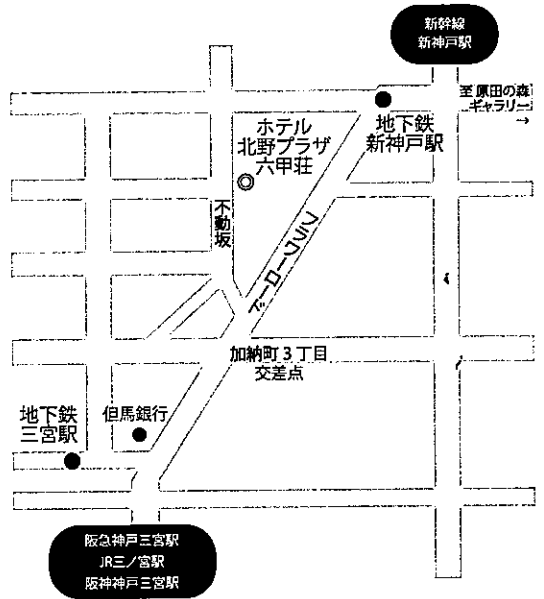 新幹線
新神戸駅
至 原田の森
ギャラリー
→
地下鉄
新神戸駅
ホテル
北野プラザ
六甲荘
不動坂
フラワーロード
加納町3丁目
交差点
地下鉄
三宮駅
但馬銀行
阪急神戸三宮駅
JR三ノ宮駅
阪神神戸三宮駅